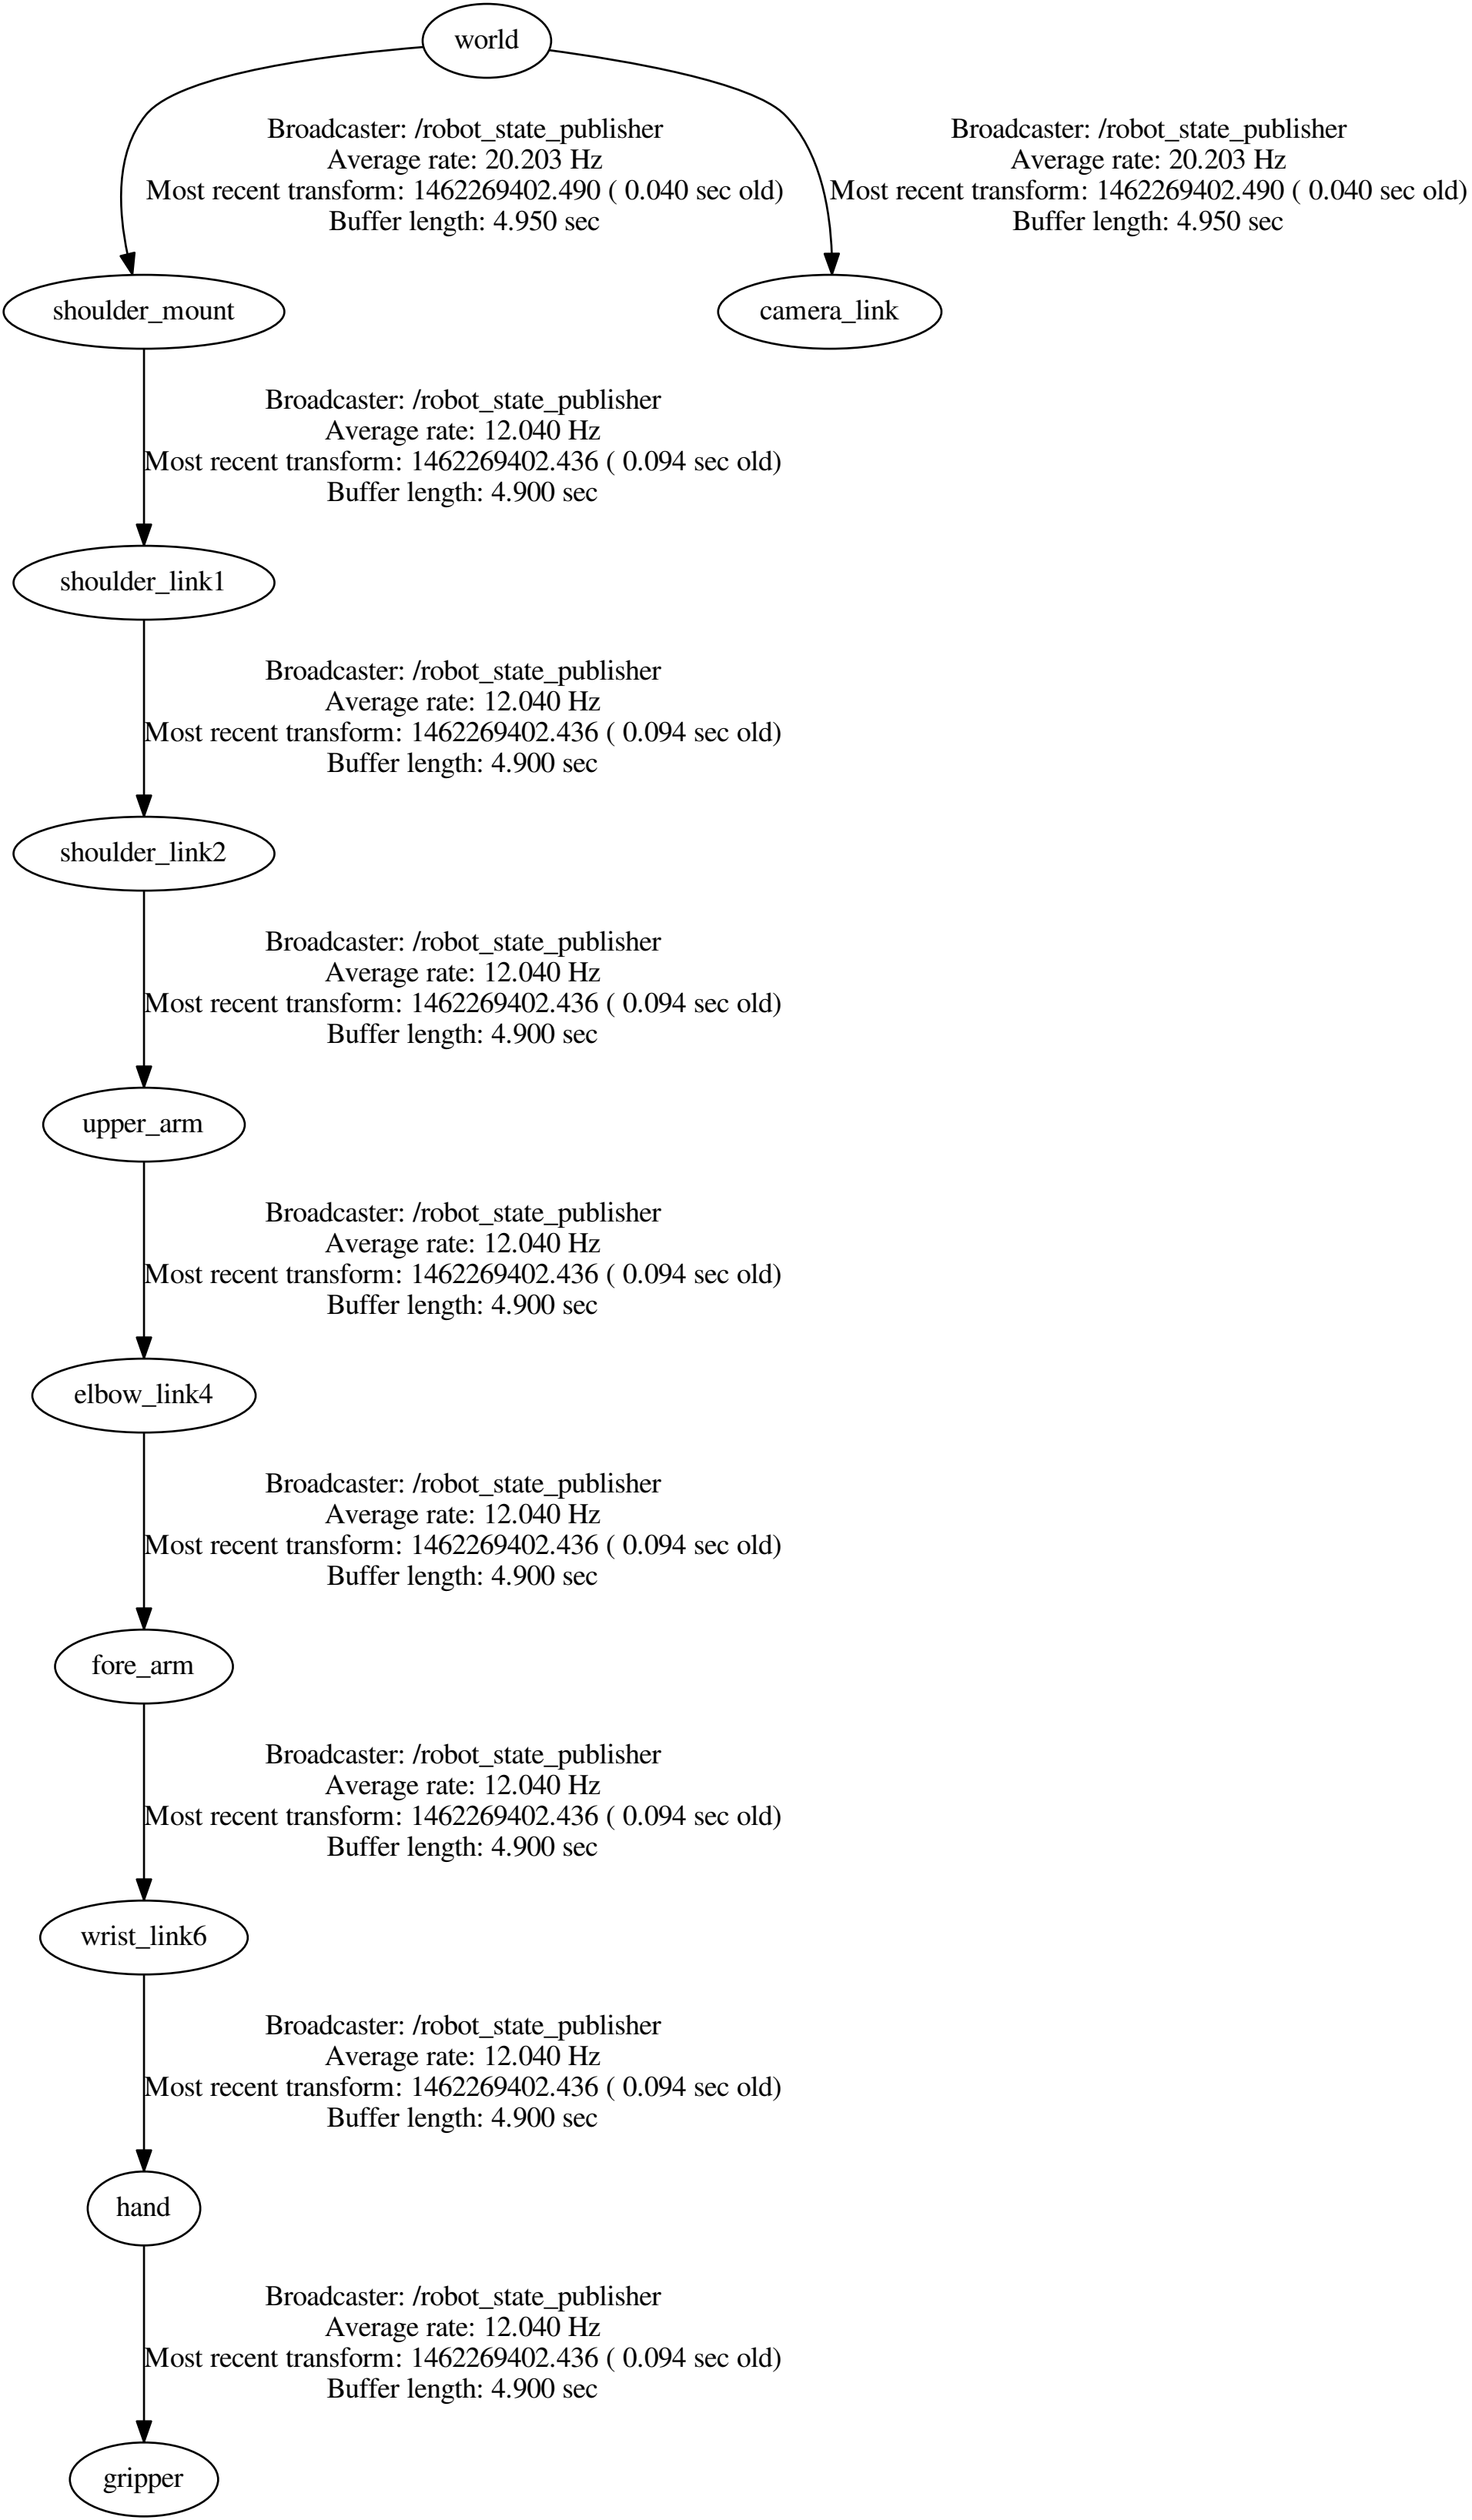 world
Broadcaster: /robot_state_publisher
Average rate: 20.203 Hz
Most recent transform: 1462269402.490 ( 0.040 sec old)
Buffer length: 4.950 sec
Broadcaster: /robot_state_publisher
Average rate: 20.203 Hz
Most recent transform: 1462269402.490 ( 0.040 sec old)
Buffer length: 4.950 sec
shoulder_mount
camera_link
Broadcaster: /robot_state_publisher
Average rate: 12.040 Hz
Most recent transform: 1462269402.436 ( 0.094 sec old)
Buffer length: 4.900 sec
shoulder_link1
Broadcaster: /robot_state_publisher
Average rate: 12.040 Hz
Most recent transform: 1462269402.436 ( 0.094 sec old)
Buffer length: 4.900 sec
shoulder_link2
Broadcaster: /robot_state_publisher
Average rate: 12.040 Hz
Most recent transform: 1462269402.436 ( 0.094 sec old)
Buffer length: 4.900 sec
upper_arm
Broadcaster: /robot_state_publisher
Average rate: 12.040 Hz
Most recent transform: 1462269402.436 ( 0.094 sec old)
Buffer length: 4.900 sec
elbow_link4
Broadcaster: /robot_state_publisher
Average rate: 12.040 Hz
Most recent transform: 1462269402.436 ( 0.094 sec old)
Buffer length: 4.900 sec
fore_arm
Broadcaster: /robot_state_publisher
Average rate: 12.040 Hz
Most recent transform: 1462269402.436 ( 0.094 sec old)
Buffer length: 4.900 sec
wrist_link6
Broadcaster: /robot_state_publisher
Average rate: 12.040 Hz
Most recent transform: 1462269402.436 ( 0.094 sec old)
Buffer length: 4.900 sec
hand
Broadcaster: /robot_state_publisher
Average rate: 12.040 Hz
Most recent transform: 1462269402.436 ( 0.094 sec old)
Buffer length: 4.900 sec
gripper